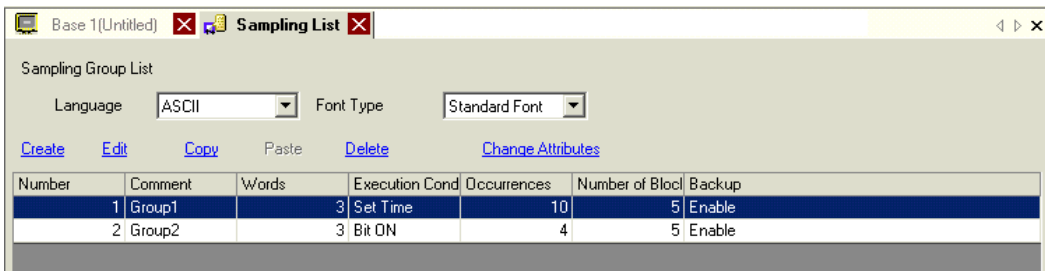 Base 1(Untitled) Sampling List
Sampling Group List
Language ASCII Font Type Standard Font
Create Edit Copy Paste Delete Change Attributes
Number Comment Words Execution Cond Occurrences Number of Blocl Backup
1 Group1 3 Set Time 10 5 Enable
2 Group2 3 Bit ON 4 5 Enable